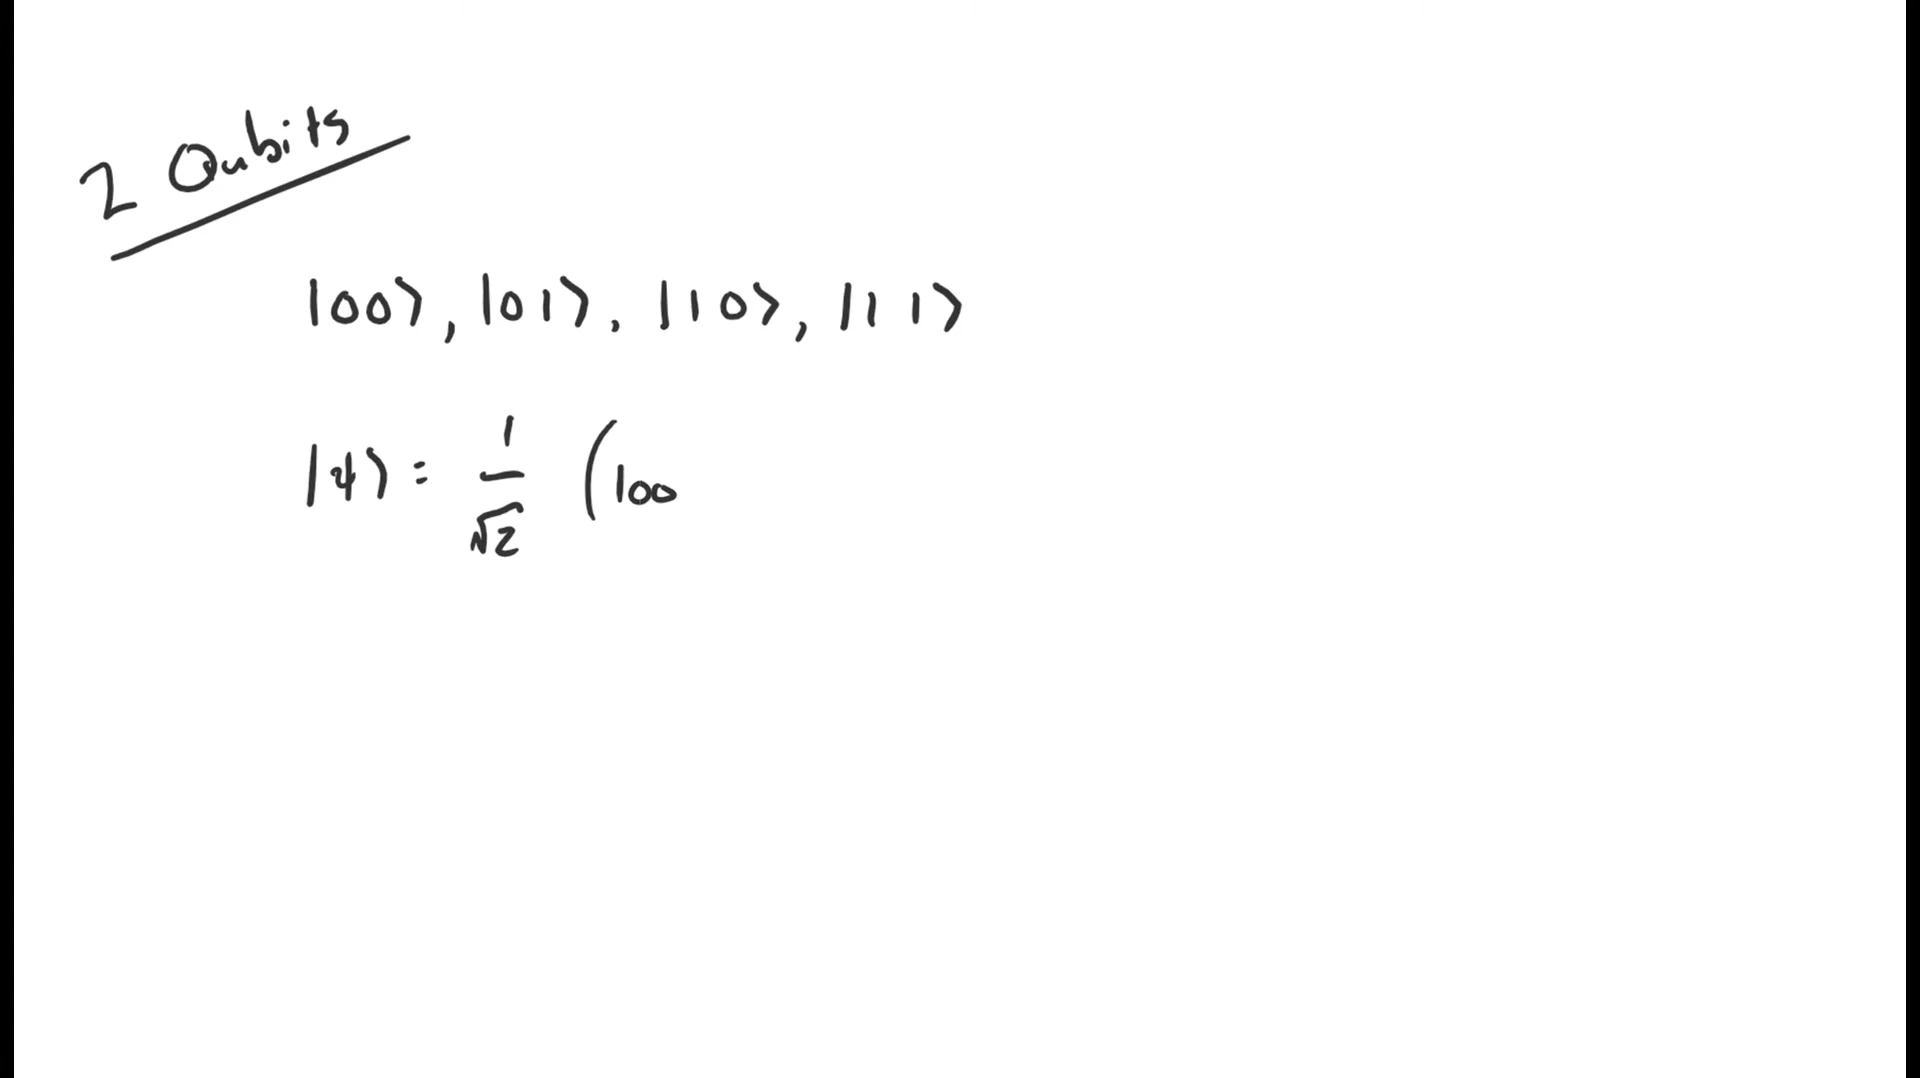 2 Qubits
|00⟩, |01⟩, |10⟩, |11⟩
|ψ⟩ = 1/√2 (|00